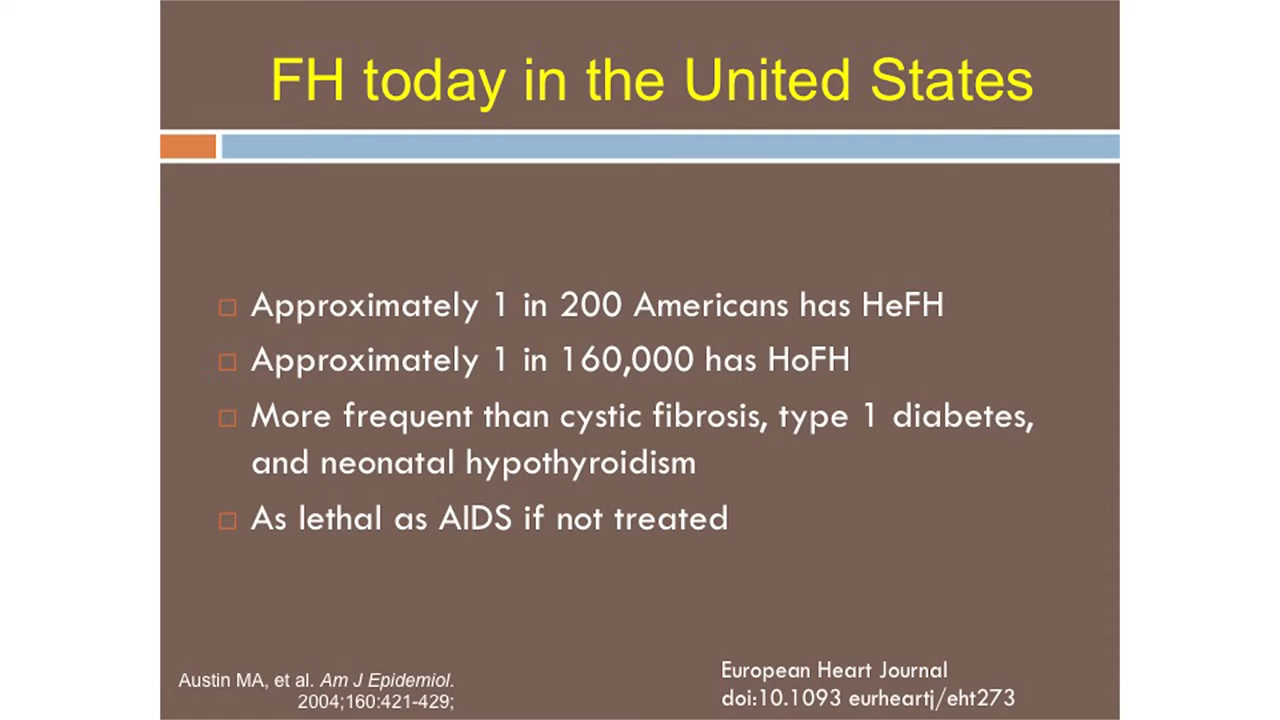 FH today in the United States
Approximately 1 in 200 Americans has HeFH
Approximately 1 in 160,000 has HoFH
More frequent than cystic fibrosis, type 1 diabetes,
and neonatal hypothyroidism
As lethal as AIDS if not treated
Austin MA, et al. Am J Epidemiol.
2004;160:421-429;
European Heart Journal
doi:10.1093 eurheartj/eht273